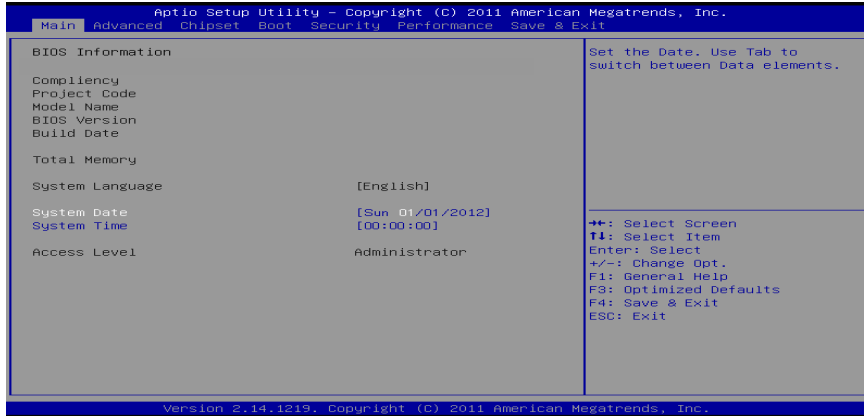 Aptio Setup Utility – Copyright (C) 2011 American Megatrends, Inc.
Main Advanced Chipset Boot Security Performance Save & Exit
BIOS Information
Compliency
Project Code
Model Name
BIOS Version
Build Date
Total Memory
System Language [English]
System Date [Sun 01/01/2012]
System Time [00:00:00]
Access Level Administrator
Set the Date. Use Tab to
switch between Data elements.
→←: Select Screen
↑↓: Select Item
Enter: Select
+/-: Change Opt.
F1: General Help
F3: Optimized Defaults
F4: Save & Exit
ESC: Exit
Version 2.14.1219. Copyright (C) 2011 American Megatrends, Inc.